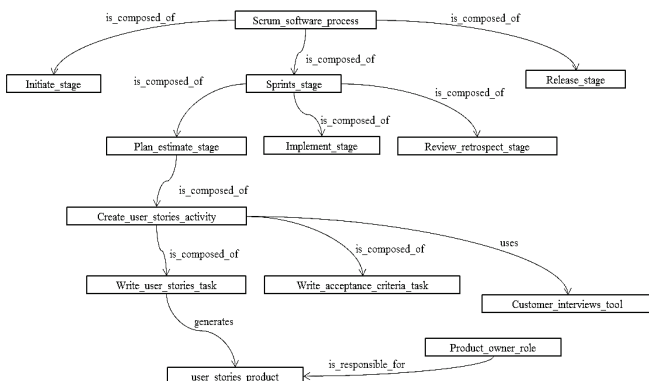 Scrum_software_process
is_composed_of
is_composed_of
is_composed_of
Initiate_stage
Sprints_stage
Release_stage
is_composed_of
is_composed_of
is_composed_of
Plan_estimate_stage
Implement_stage
Review_retrospect_stage
is_composed_of
Create_user_stories_activity
uses
is_composed_of
is_composed_of
Write_user_stories_task
Write_acceptance_criteria_task
Customer_interviews_tool
generates
Product_owner_role
is_responsible_for
user_stories_product